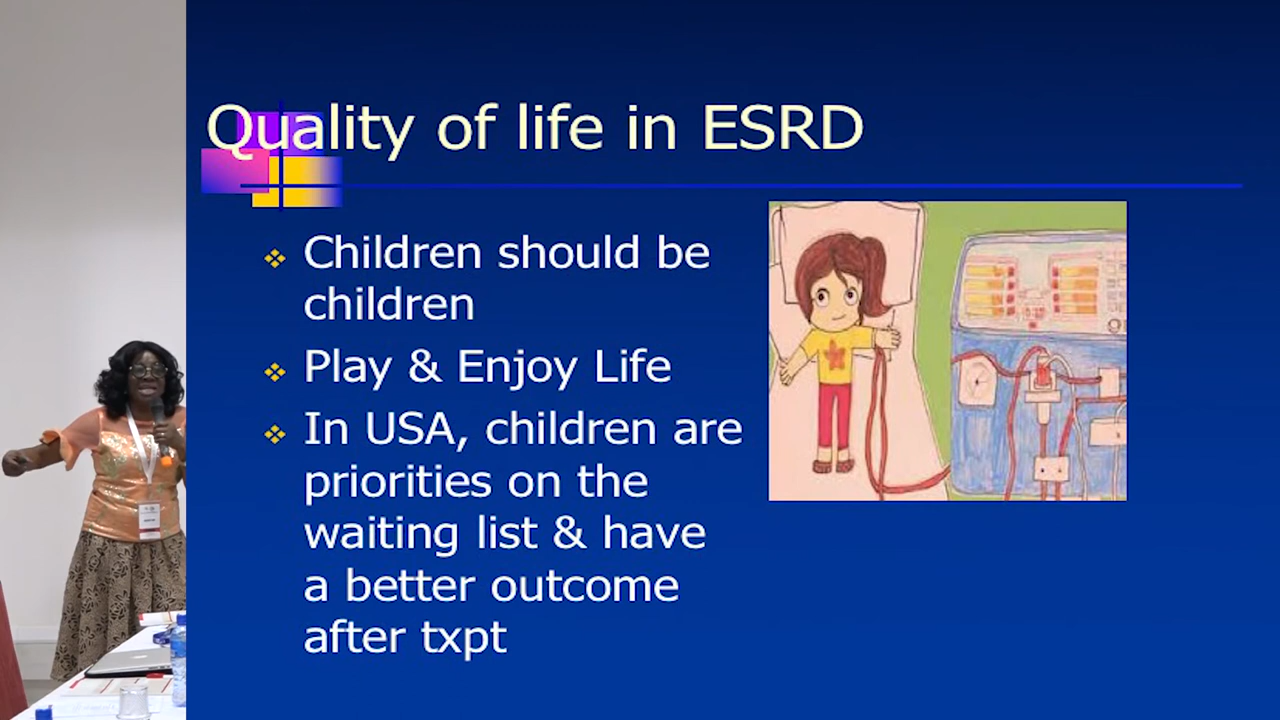 Quality of life in ESRD
Children should be
children
Play & Enjoy Life
In USA, children are
priorities on the
waiting list & have
a better outcome
after txpt